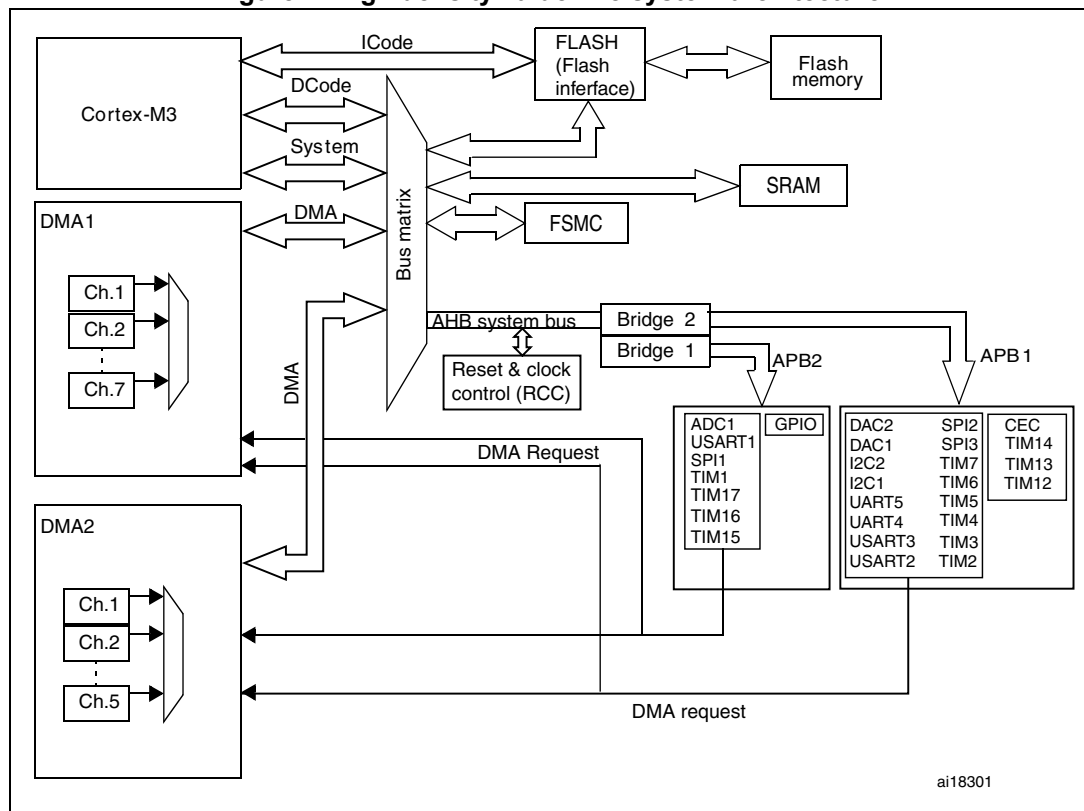 ICode
FLASH
(Flash
inferface)
Flash
memory
Cortex-M3
DCode
System
SRAM
DMA1
DMA
Bus matrix
FSMC
Ch.1
Ch.2
Ch.7
DMA
AHB system bus
Bridge 2
Bridge 1
APB2
APB 1
Reset & clock
control (RCC)
ADC1
USART1
SPI1
TIM1
TIM17
TIM16
TIM15
GPIO
DAC2
DAC1
I2C2
I2C1
UART5
UART4
USART3
USART2
SPI2
SPI3
TIM7
TIM6
TIM5
TIM4
TIM3
TIM2
CEC
TIM14
TIM13
TIM12
DMA Request
DMA2
Ch.1
Ch.2
Ch.5
DMA request
ai18301